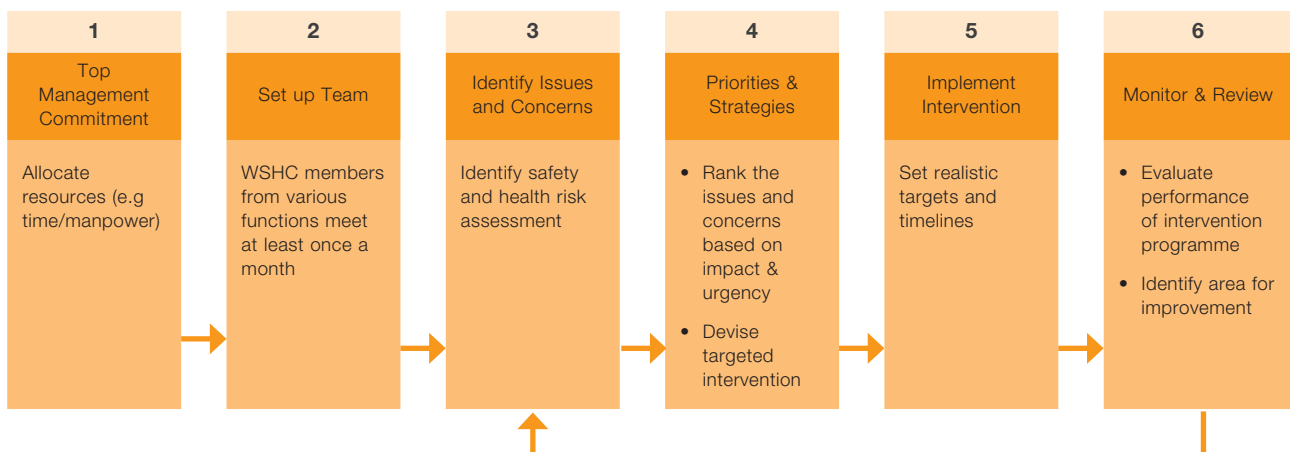 1
Top
Management
Commitment
Allocate
resources (e.g
time/manpower)
2
Set up Team
WSHC members
from various
functions meet
at least once a
month
3
Identify Issues
and Concerns
Identify safety
and health risk
assessment
4
Priorities &
Strategies
• Rank the
issues and
concerns
based on
impact &
urgency
• Devise
targeted
intervention
5
Implement
Intervention
Set realistic
targets and
timelines
6
Monitor & Review
• Evaluate
performance
of intervention
programme
• Identify area for
improvement